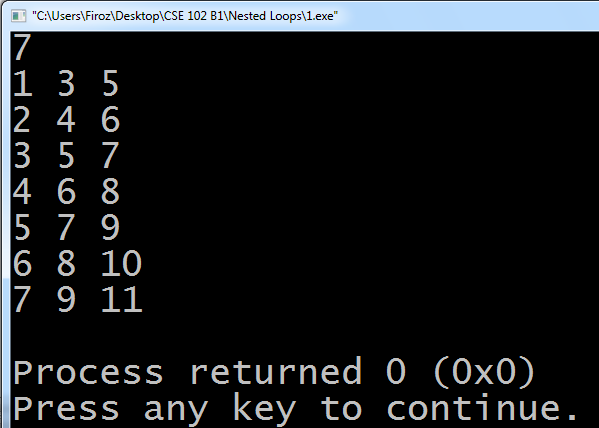 "C:\Users\Firoz\Desktop\CSE 102 B1\Nested Loops\1.exe"
7
1 3 5
2 4 6
3 5 7
4 6 8
5 7 9
6 8 10
7 9 11
Process returned 0 (0x0)
Press any key to continue.